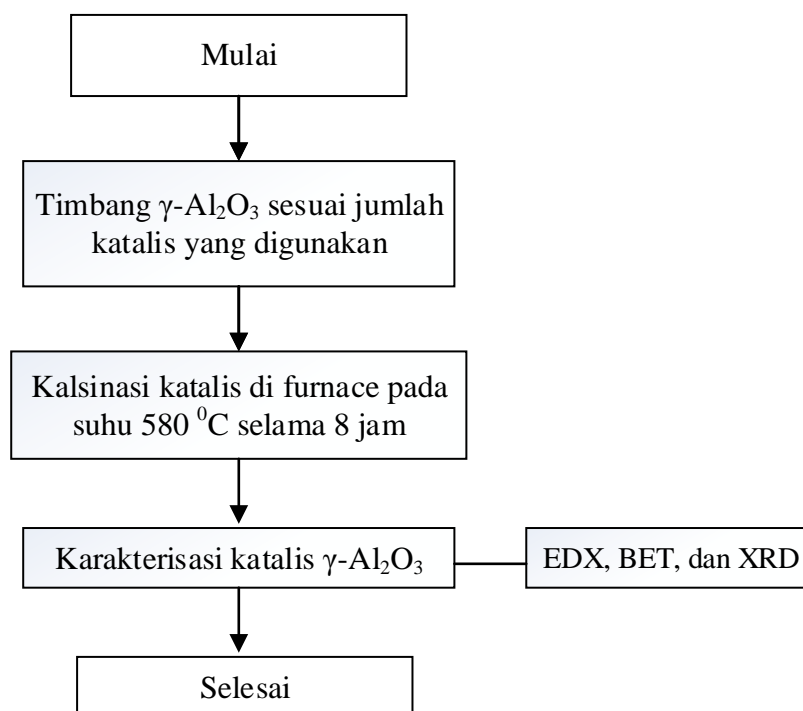 Mulai
Timbang γ-Al₂O₃ sesuai jumlah
katalis yang digunakan
Kalsinasi katalis di furnace pada
suhu 580 ⁰C selama 8 jam
Karakterisasi katalis γ-Al₂O₃
EDX, BET, dan XRD
Selesai